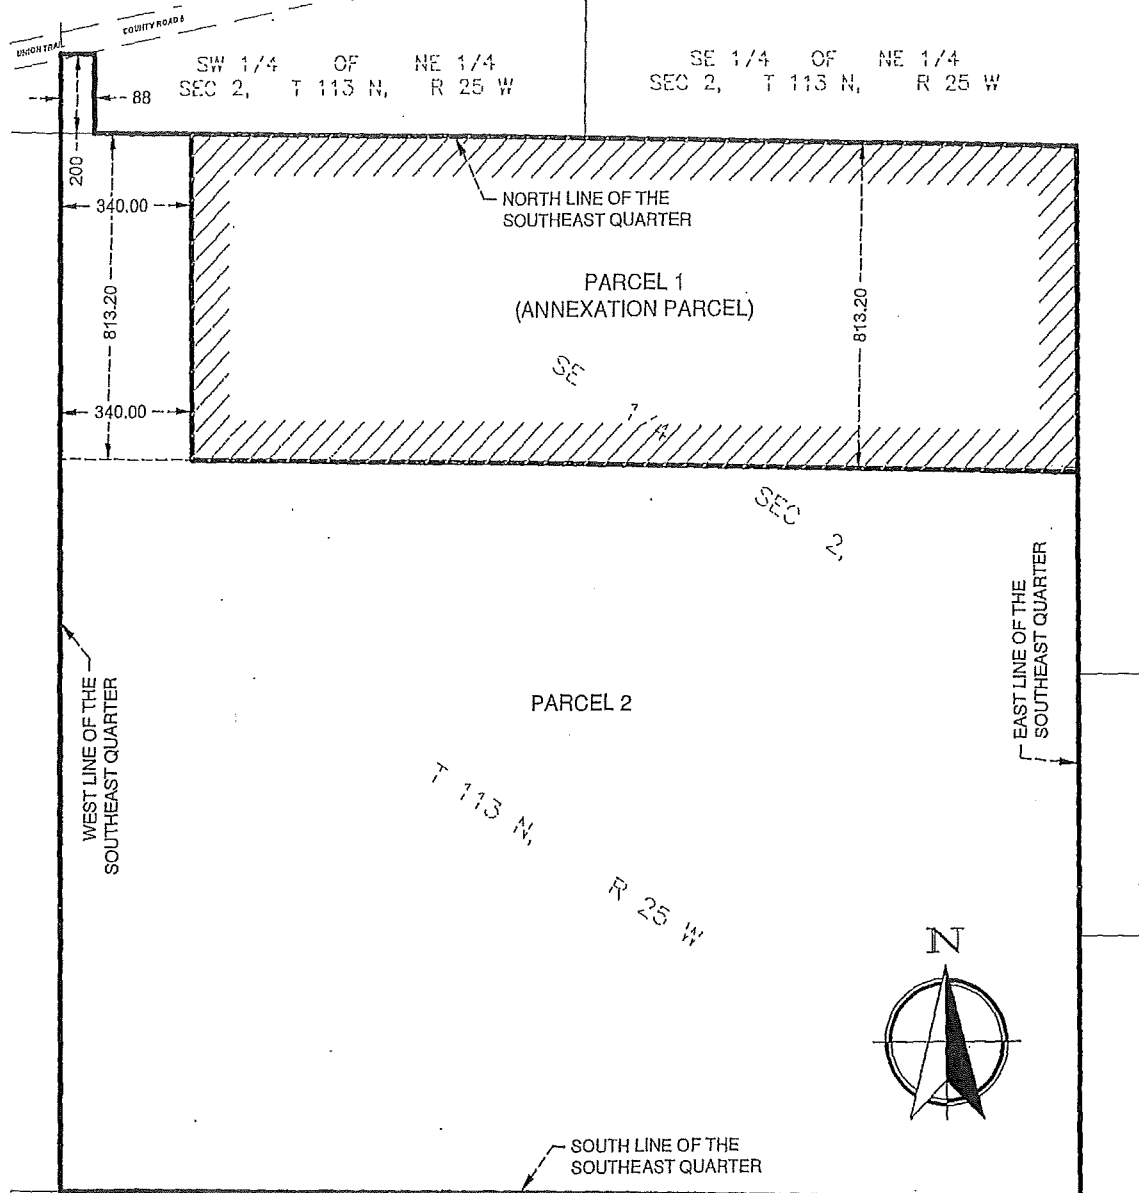 COUNTY ROAD 6
UNION TRAIL
SW 1/4 OF NE 1/4
SEC 2, T 113 N, R 25 W
SE 1/4 OF NE 1/4
SEC 2, T 113 N, R 25 W
88
200
340.00
813.20
340.00
NORTH LINE OF THE
SOUTHEAST QUARTER
PARCEL 1
(ANNEXATION PARCEL)
813.20
SE 1/4
SEC 2,
WEST LINE OF THE
SOUTHEAST QUARTER
EAST LINE OF THE
SOUTHEAST QUARTER
PARCEL 2
T 113 N,
R 25 W
N
SOUTH LINE OF THE
SOUTHEAST QUARTER